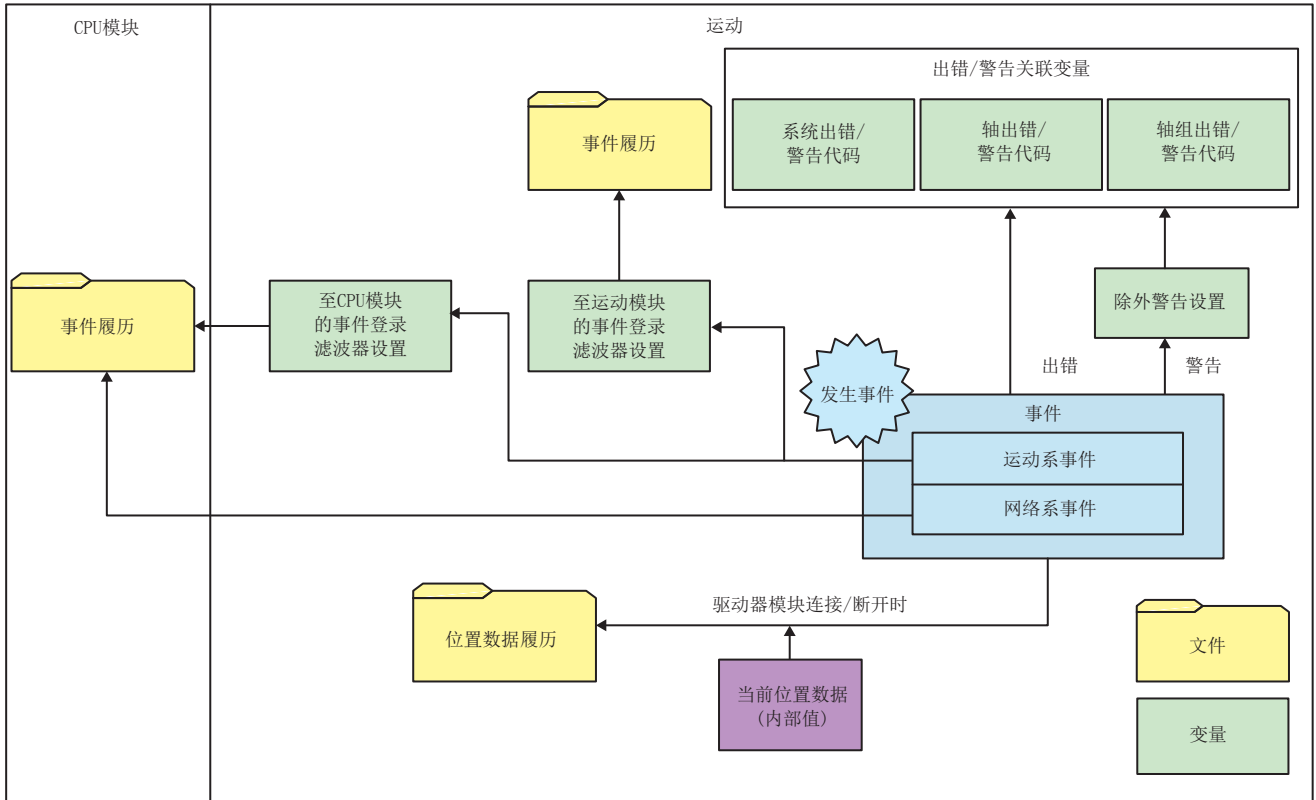 CPU模块
运动
出错/警告关联变量
系统出错/
警告代码
轴出错/
警告代码
轴组出错/
警告代码
事件履历
事件履历
至CPU模块
的事件登录
滤波器设置
至运动模块
的事件登录
滤波器设置
除外警告设置
出错
警告
发生事件
事件
运动系事件
网络系事件
驱动器模块连接/断开时
位置数据履历
当前位置数据
(内部值)
文件
变量